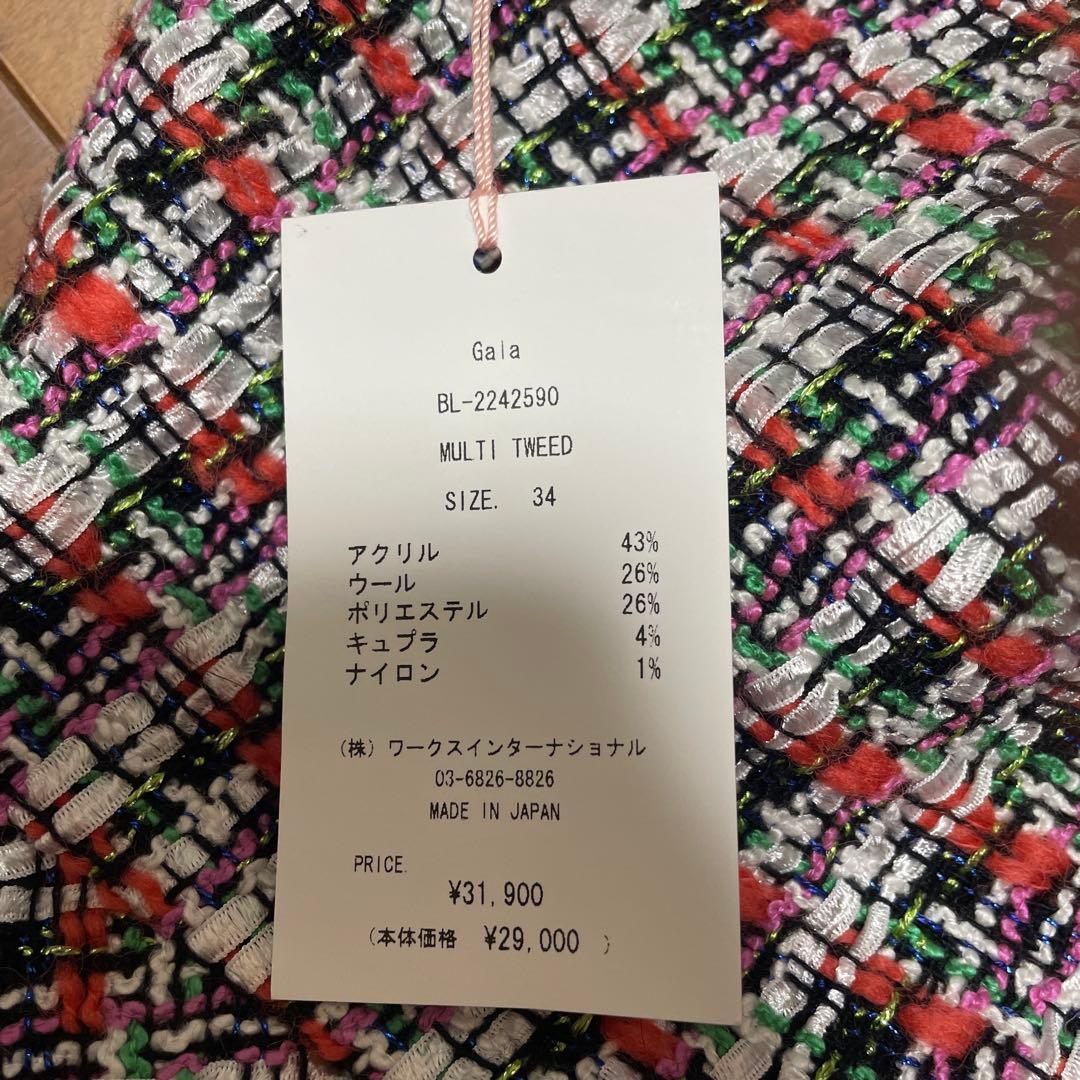 Gala
BL-2242590
MULTI TWEED
SIZE. 34
アクリル 43%
ウール 26%
ポリエステル 26%
キュプラ 4%
ナイロン 1%
(株) ワークスインターナショナル
03-6826-8826
MADE IN JAPAN
PRICE.
¥31,900
(本体価格 ¥29,000 )